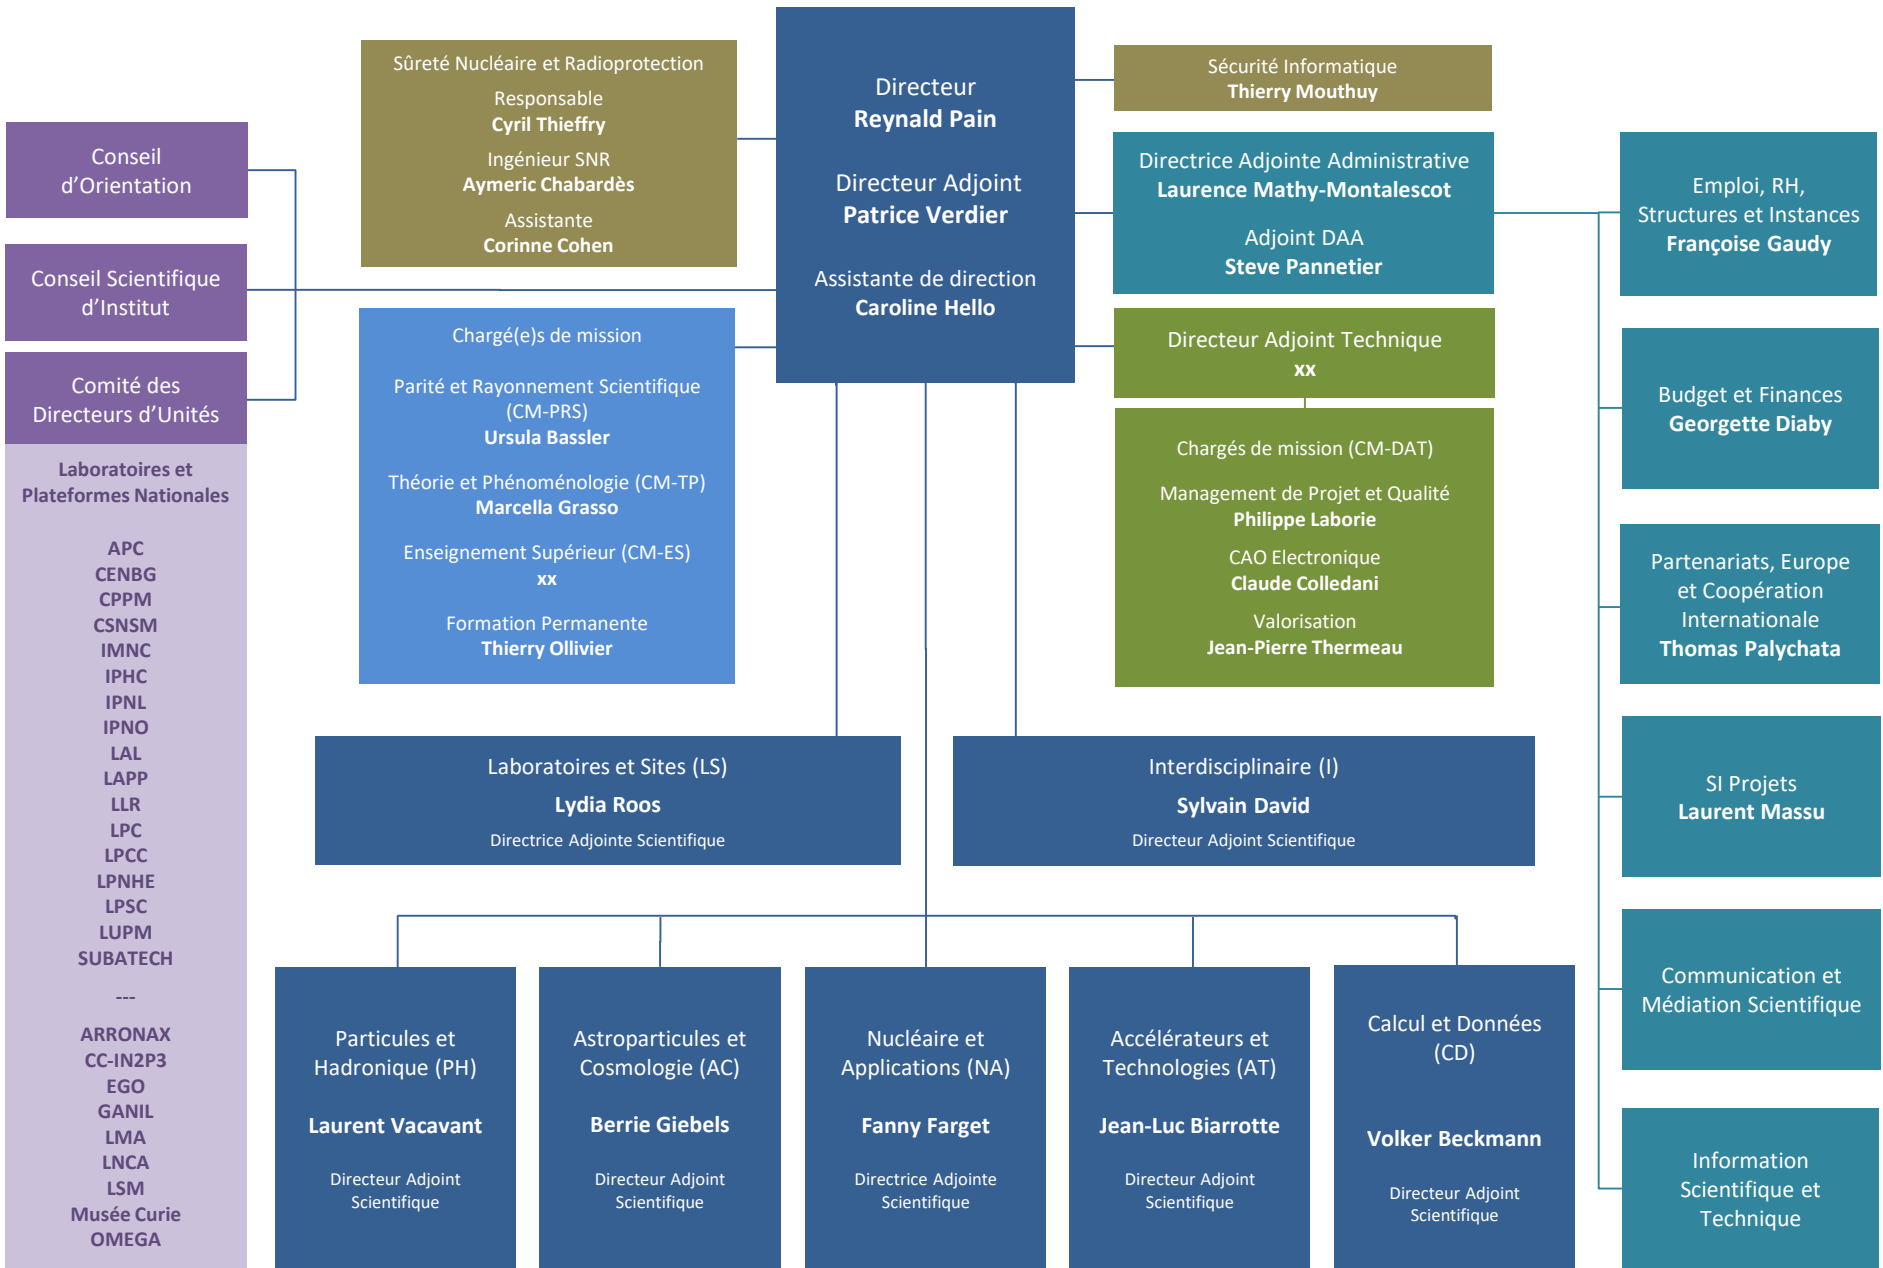 Directeur
Reynald Pain
Directeur Adjoint
Patrice Verdier
Assistante de direction
Caroline Hello
Sûreté Nucléaire et Radioprotection
Responsable
Cyril Thieffry
Ingénieur SNR
Aymeric Chabardès
Assistante
Corinne Cohen
Sécurité Informatique
Thierry Mouthuy
Conseil
d’Orientation
Conseil Scientifique
d’Institut
Comité des
Directeurs d’Unités
Laboratoires et
Plateformes Nationales
APC
CENBG
CPPM
CSNSM
IMNC
IPHC
IPNL
IPNO
LAL
LAPP
LLR
LPC
LPCC
LPNHE
LPSC
LUPM
SUBATECH
---
ARRONAX
CC-IN2P3
EGO
GANIL
LMA
LNCA
LSM
Musée Curie
OMEGA
Chargé(e)s de mission
Parité et Rayonnement Scientifique
(CM-PRS)
Ursula Bassler
Théorie et Phénoménologie (CM-TP)
Marcella Grasso
Enseignement Supérieur (CM-ES)
xx
Formation Permanente
Thierry Ollivier
Directrice Adjointe Administrative
Laurence Mathy-Montalescot
Adjoint DAA
Steve Pannetier
Directeur Adjoint Technique
xx
Chargés de mission (CM-DAT)
Management de Projet et Qualité
Philippe Laborie
CAO Electronique
Claude Colledani
Valorisation
Jean-Pierre Thermeau
Emploi, RH,
Structures et Instances
Françoise Gaudy
Budget et Finances
Georgette Diaby
Partenariats, Europe
et Coopération
Internationale
Thomas Palychata
SI Projets
Laurent Massu
Communication et
Médiation Scientifique
Information
Scientifique et
Technique
Laboratoires et Sites (LS)
Lydia Roos
Directrice Adjointe Scientifique
Interdisciplinaire (I)
Sylvain David
Directeur Adjoint Scientifique
Particules et
Hadronique (PH)
Laurent Vacavant
Directeur Adjoint
Scientifique
Astroparticules et
Cosmologie (AC)
Berrie Giebels
Directeur Adjoint
Scientifique
Nucléaire et
Applications (NA)
Fanny Farget
Directrice Adjointe
Scientifique
Accélérateurs et
Technologies (AT)
Jean-Luc Biarrotte
Directeur Adjoint
Scientifique
Calcul et Données
(CD)
Volker Beckmann
Directeur Adjoint
Scientifique